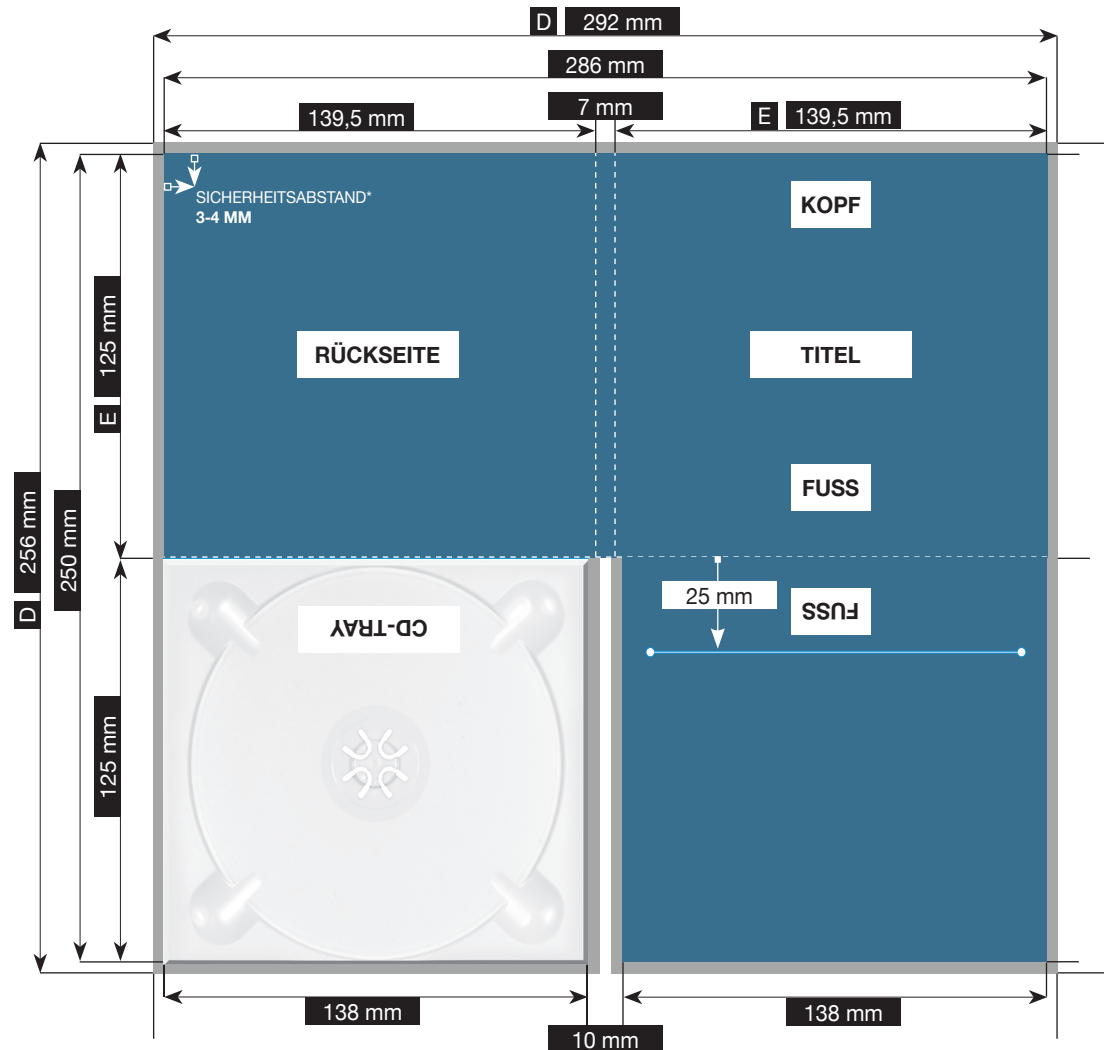 D 292 mm
286 mm
7 mm
139,5 mm
E 139,5 mm
SICHERHEITSABSTAND*
3-4 MM
KOPF
125 mm
E
RÜCKSEITE
TITEL
D 256 mm
250 mm
FUSS
25 mm
FUSS
CD-TRAY
125 mm
138 mm
138 mm
10 mm